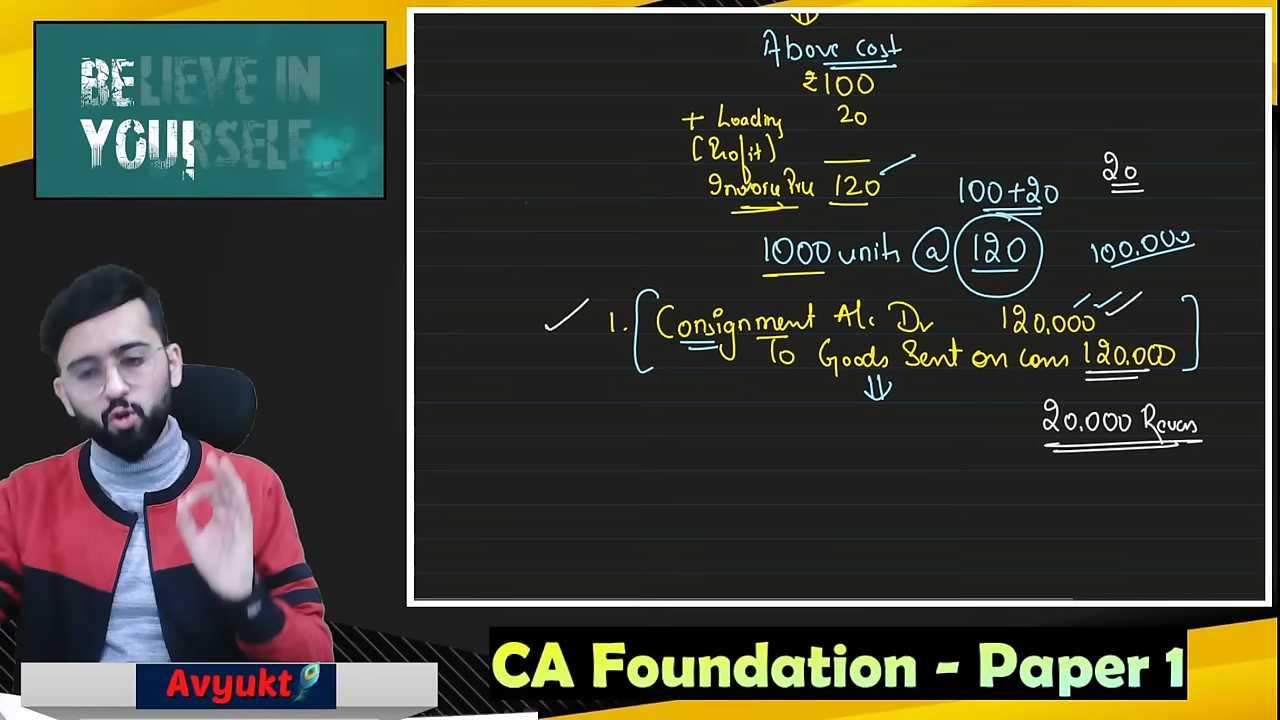 BELIEVE IN
YOURSELF...
Above cost
₹100
+ Loading 20
(Profit)
Invoice Price 120
100+20
20
1000 units @ 120
100.000
1. [Consignment A/c Dr 120.000
To Goods Sent on cons 120.000]
20.000
Avyukt
CA Foundation - Paper 1